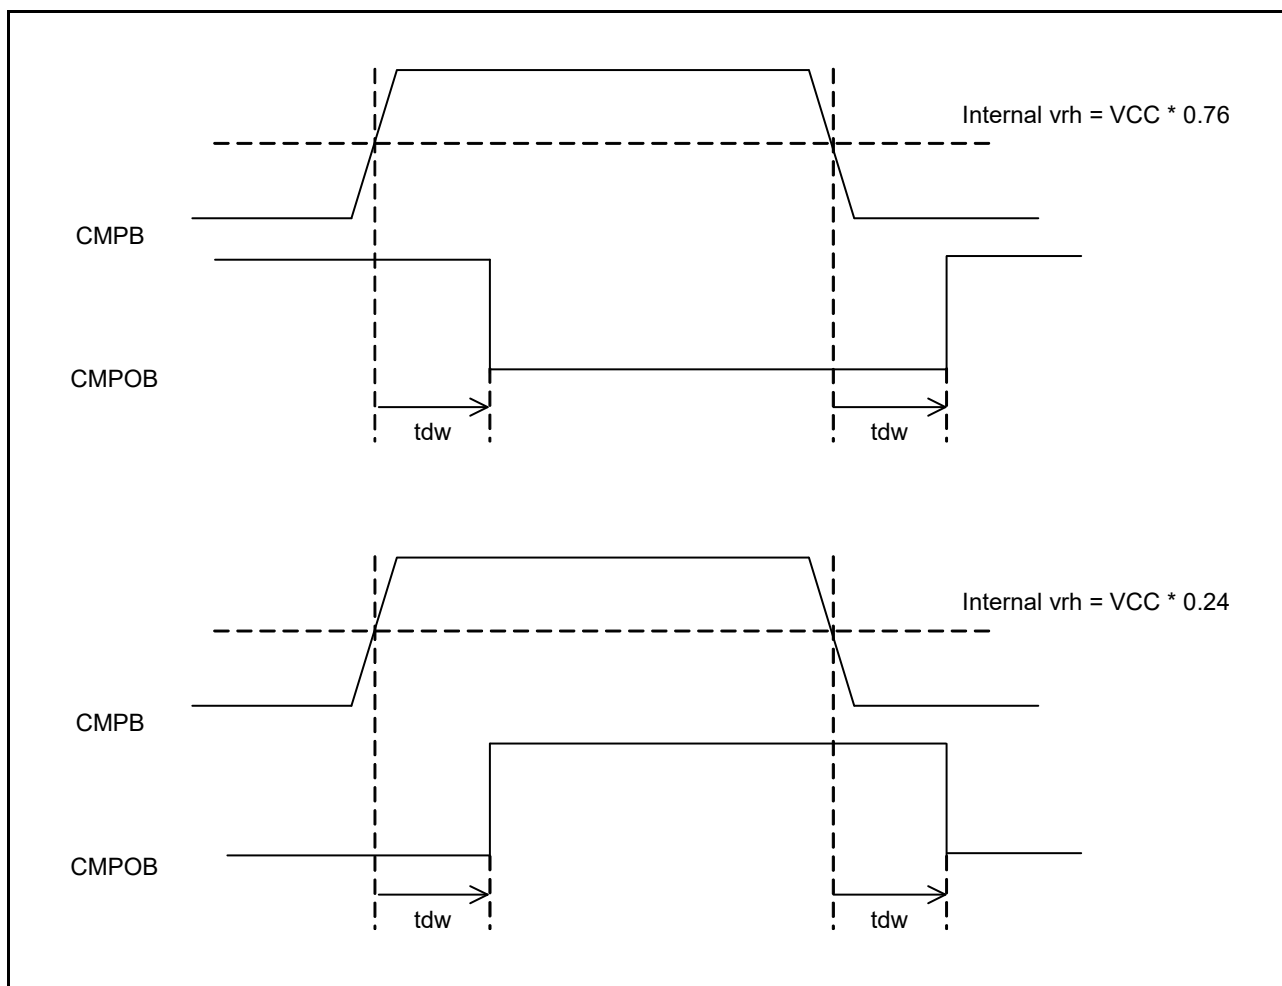 Internal vrh = VCC * 0.76
CMPB
CMPOB
tdw
tdw
Internal vrh = VCC * 0.24
CMPB
CMPOB
tdw
tdw